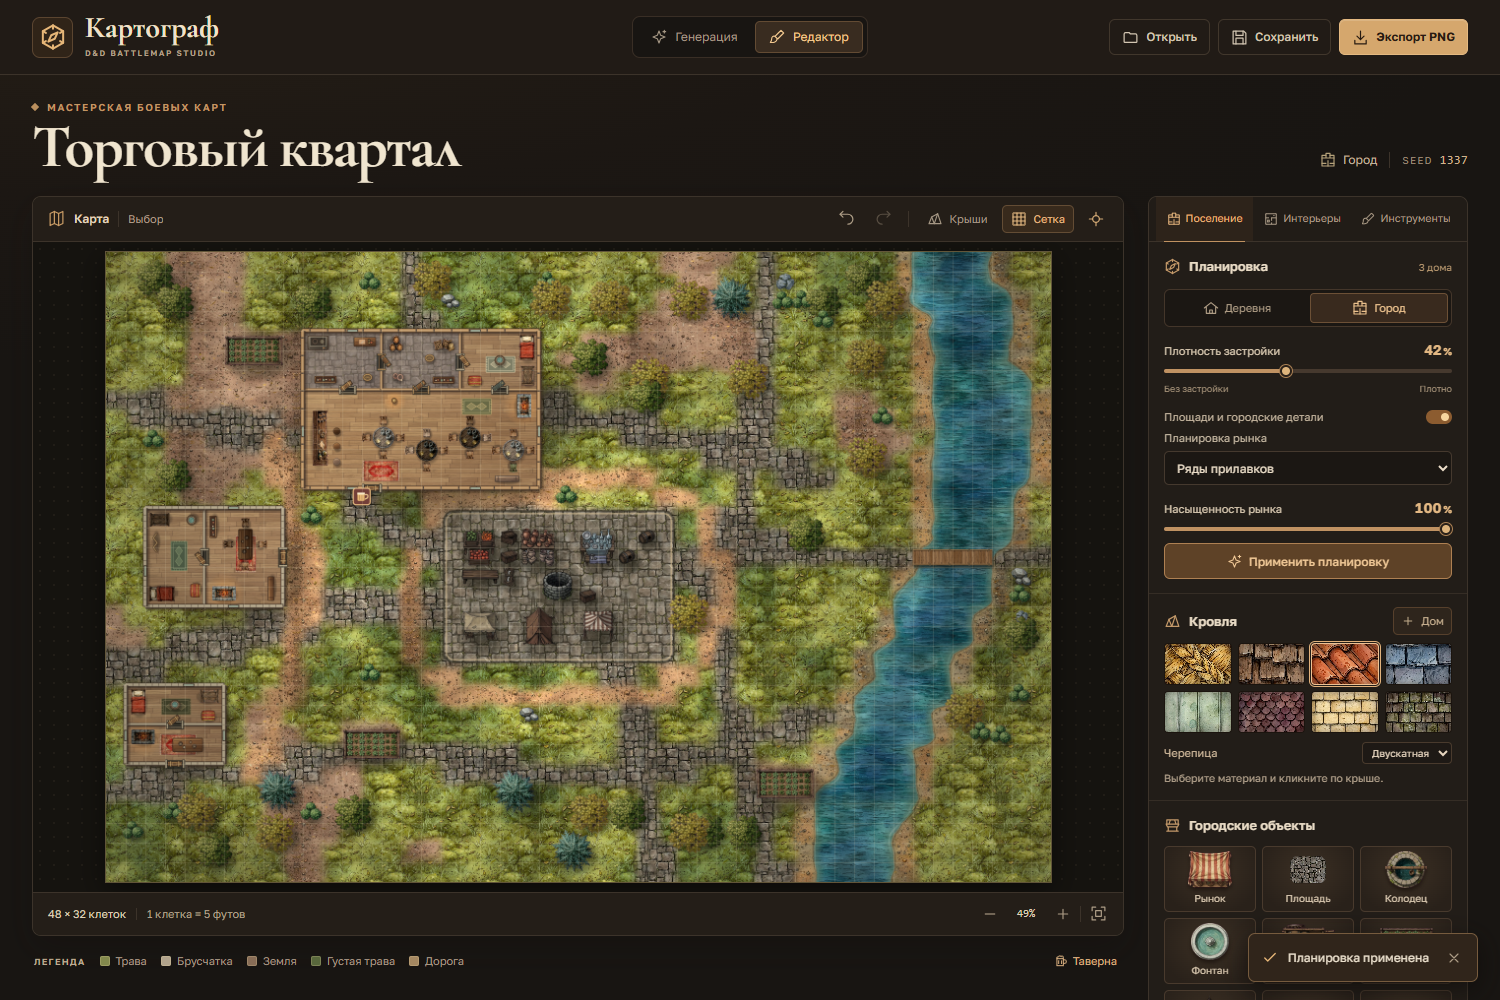 Картограф
D&D BATTLEMAP STUDIO
Генерация
Редактор
Открыть
Сохранить
Экспорт PNG
МАСТЕРСКАЯ БОЕВЫХ КАРТ
Торговый квартал
Город
SEED 1337
Карта
Выбор
Крыши
Сетка
Поселение
Интерьеры
Инструменты
Планировка
3 дома
Деревня
Город
Плотность застройки
42%
Без застройки
Плотно
Площади и городские детали
Планировка рынка
Ряды прилавков
Насыщенность рынка
100%
Применить планировку
Кровля
+ Дом
Черепица
Двускатная
Выберите материал и кликните по крыше.
Городские объекты
Рынок
Площадь
Колодец
Фонтан
Планировка применена
48 × 32 клеток
1 клетка = 5 футов
49%
ЛЕГЕНДА
Трава
Брусчатка
Земля
Густая трава
Дорога
Таверна